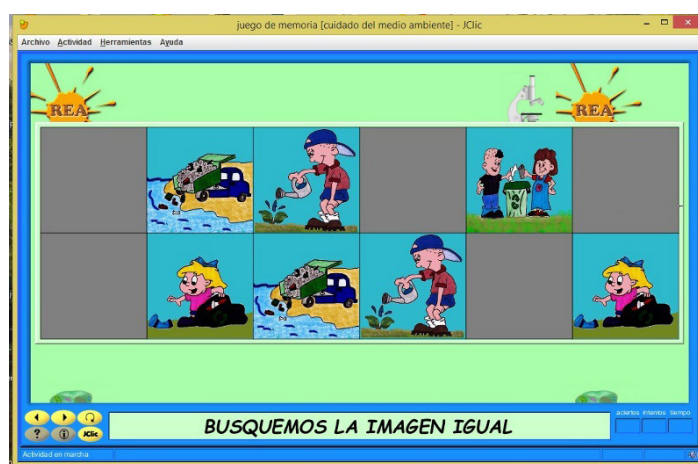 juego de memoria [cuidado del medio ambiente] - JClic
Archivo Actividad Herramientas Ayuda
REA
REA
BUSQUEMOS LA IMAGEN IGUAL
aciertos intentos tiempo
JClic
Actividad en marcha